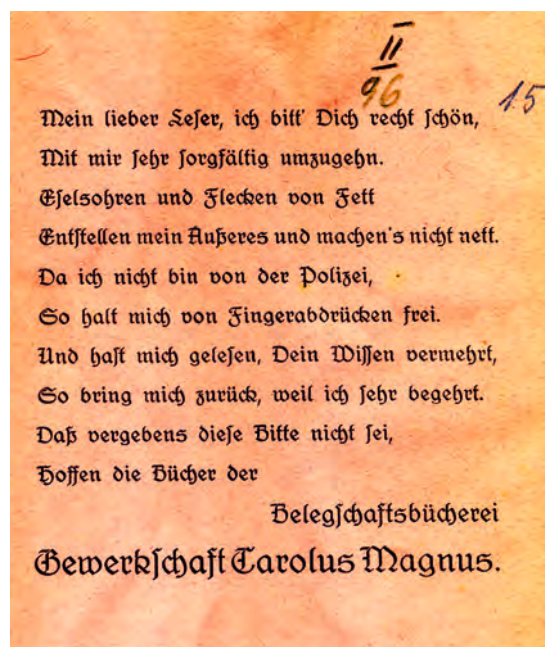 II
96
15
Mein lieber Leser, ich bitt' Dich recht schön,
Mit mir sehr sorgfältig umzugehn.
Eselsohren und Flecken von Fett
Entstellen mein Äußeres und machen's nicht nett.
Da ich nicht bin von der Polizei,
So halt mich von Fingerabdrücken frei.
Und hast mich gelesen, Dein Wissen vermehrt,
So bring mich zurück, weil ich sehr begehrt.
Daß vergebens diese Bitte nicht sei,
Hoffen die Bücher der
Belegschaftsbücherei
Gewerkschaft Carolus Magnus.